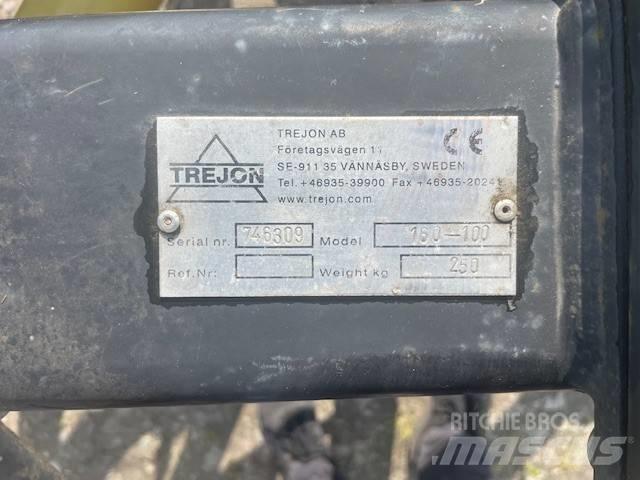 TREJON
TREJON AB
Företagsvägen 11
SE-911 35 VÄNNÄSBY, SWEDEN
Tel. +46935-39900 Fax +46935-20241
www.trejon.com
CE
Serial nr. 746309 Model 160-100
Ref.Nr: Weight kg 250
RITCHIE BROS.
MASCUS